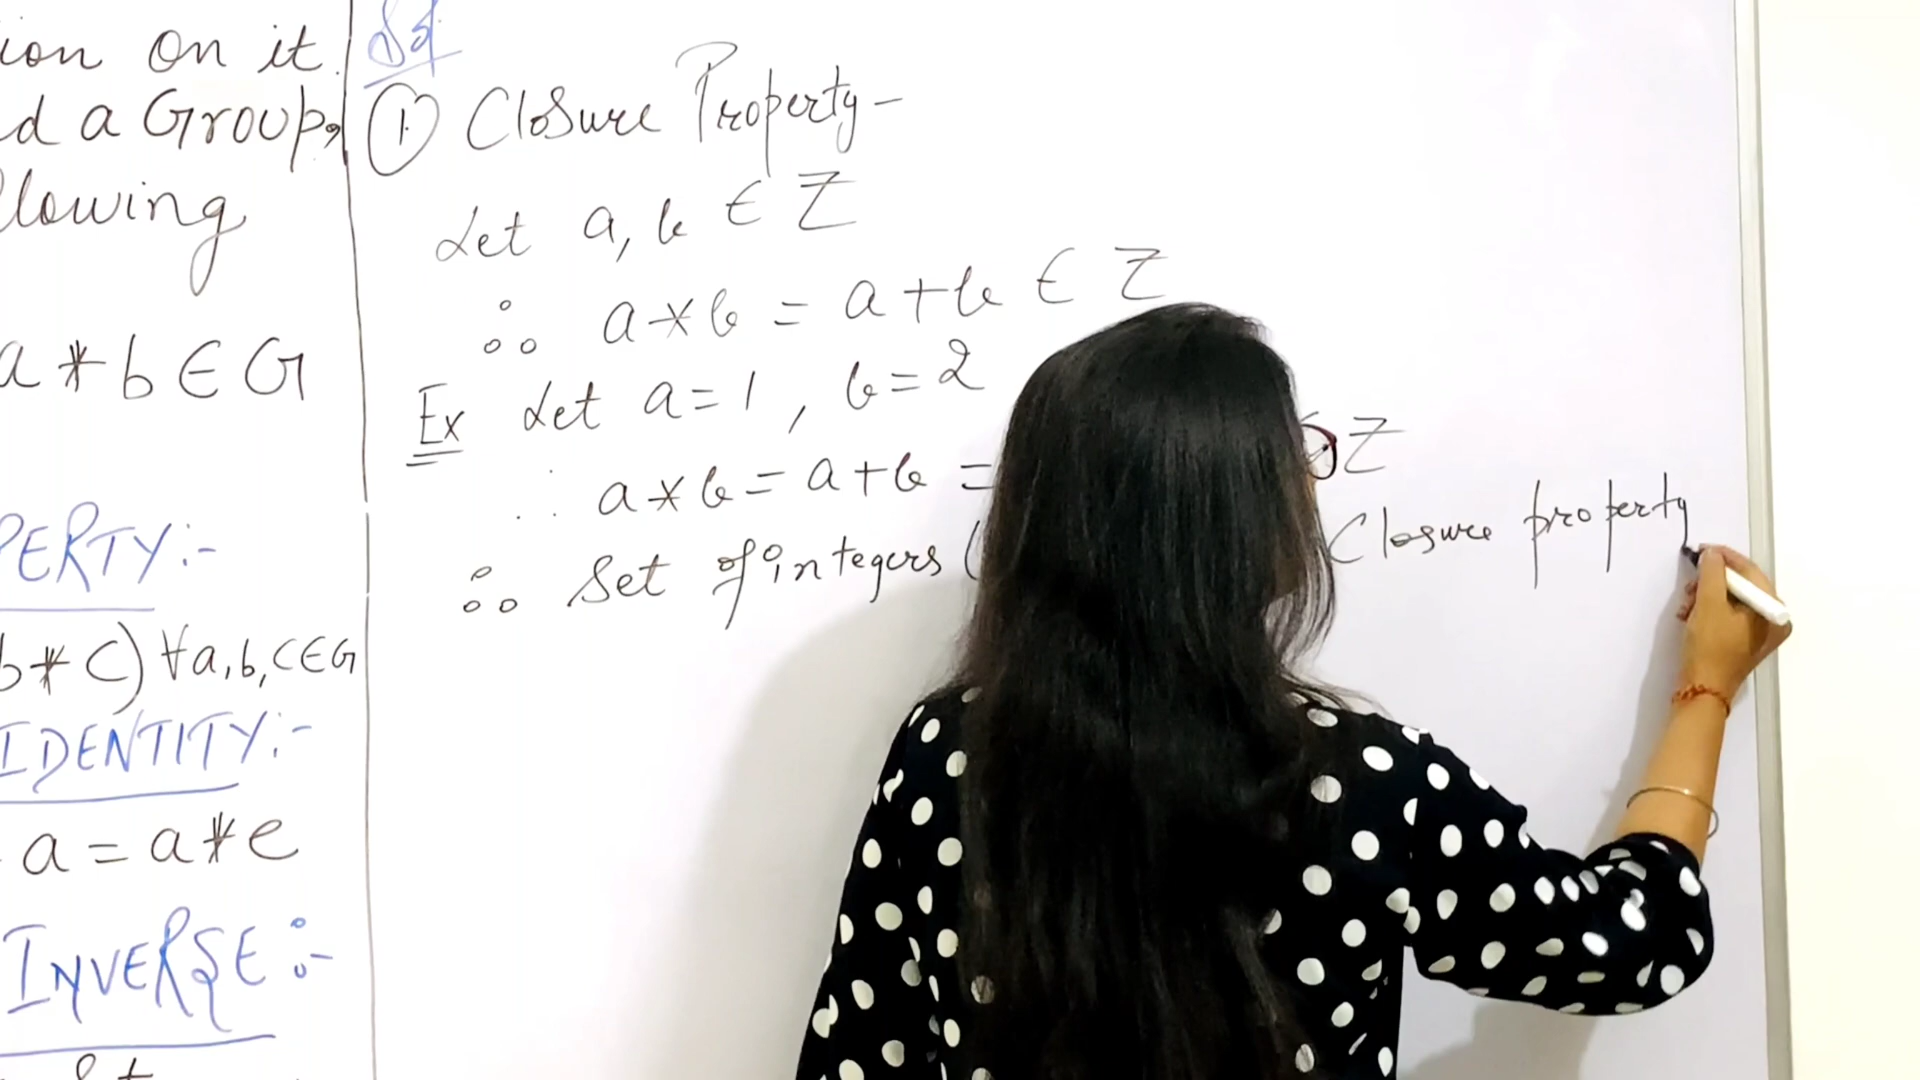 ion on it.
d a Group,
llowing
a * b ∈ G
PERTY:-
b * c) ∀a,b,c∈G
IDENTITY:-
a = a * e
INVERSE:-
Sol
① Closure Property -
Let a, b ∈ Z
∴ a * b = a + b ∈ Z
Ex Let a = 1, b = 2
∴ a * b = a + b = Z
∴ Set of integers ( Closure property